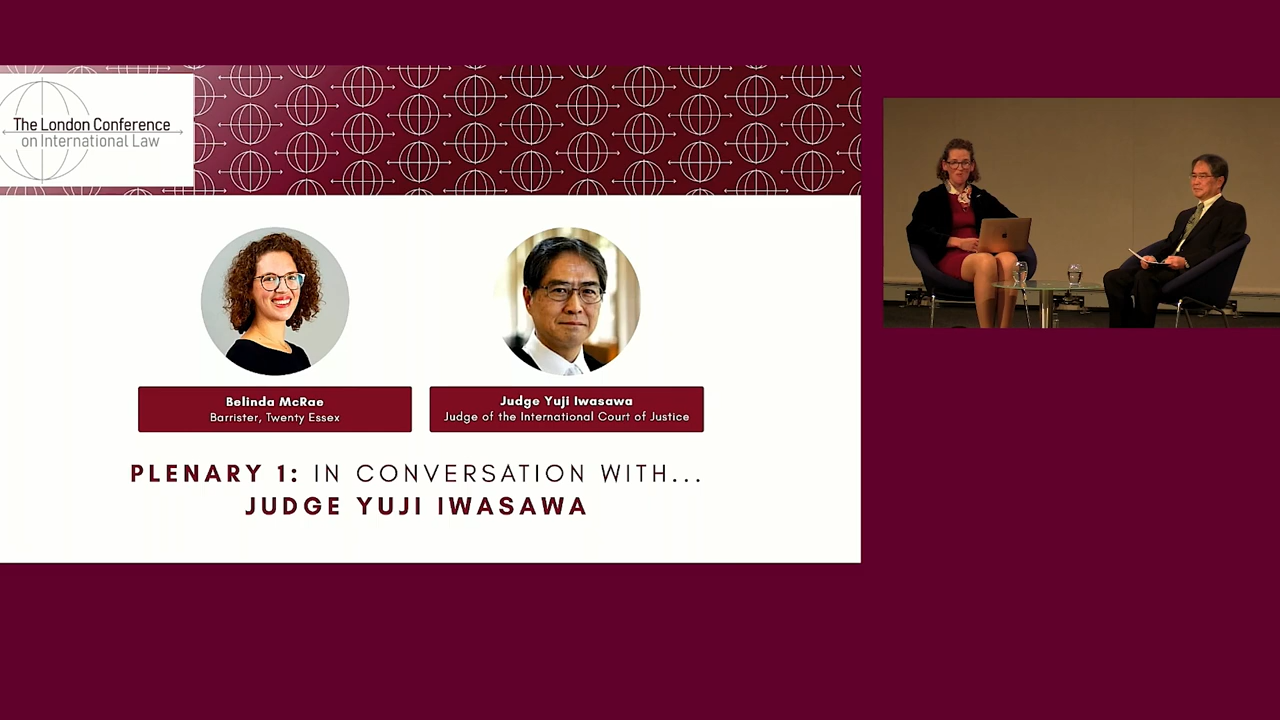 The London Conference
on International Law
Belinda McRae
Barrister, Twenty Essex
Judge Yuji Iwasawa
Judge of the International Court of Justice
PLENARY 1: IN CONVERSATION WITH...
JUDGE YUJI IWASAWA